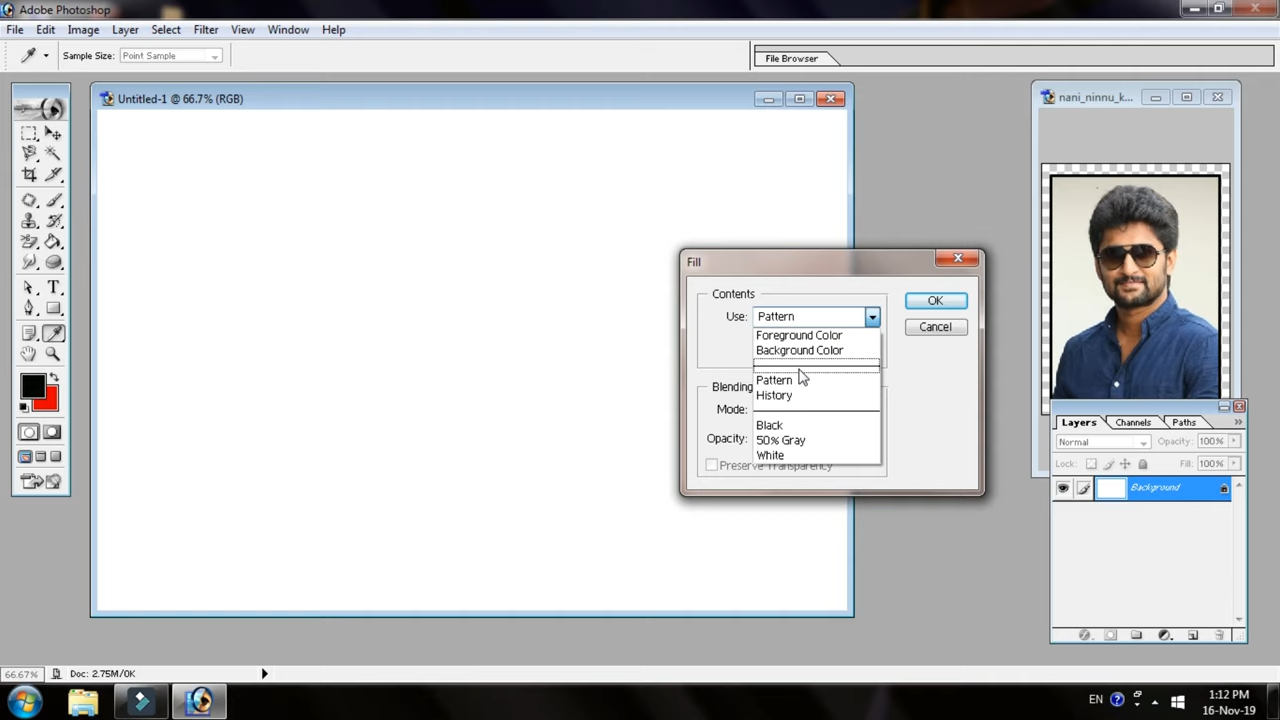 Adobe Photoshop
File Edit Image Layer Select Filter View Window Help
Sample Size: Point Sample
File Browser
Untitled-1 @ 66.7% (RGB)
nani_ninnu_k...
Fill
Contents
Use: Pattern
OK
Cancel
Foreground Color
Background Color
Pattern
History
Black
50% Gray
White
Blending
Mode:
Opacity:
Preserve Transparency
Layers Channels Paths
Normal Opacity: 100%
Lock: Fill: 100%
Background
66.67% Doc: 2.75M/0K
EN 1:12 PM
16-Nov-19